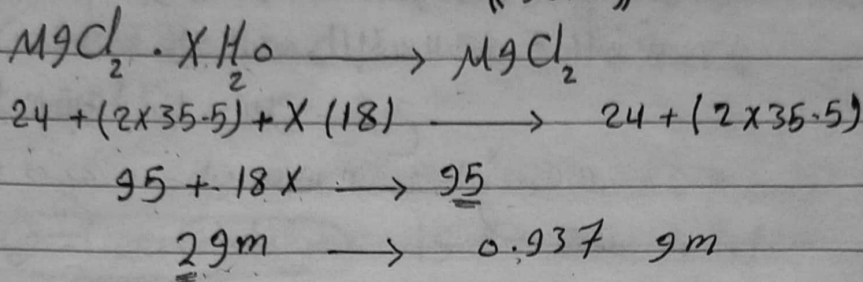 MgCl₂ . XH₂O ⟶ MgCl₂
24 + (2×35.5) + X (18) ⟶ 24 + (2×35.5)
95 + 18X ⟶ 95
2gm ⟶ 0.937 gm